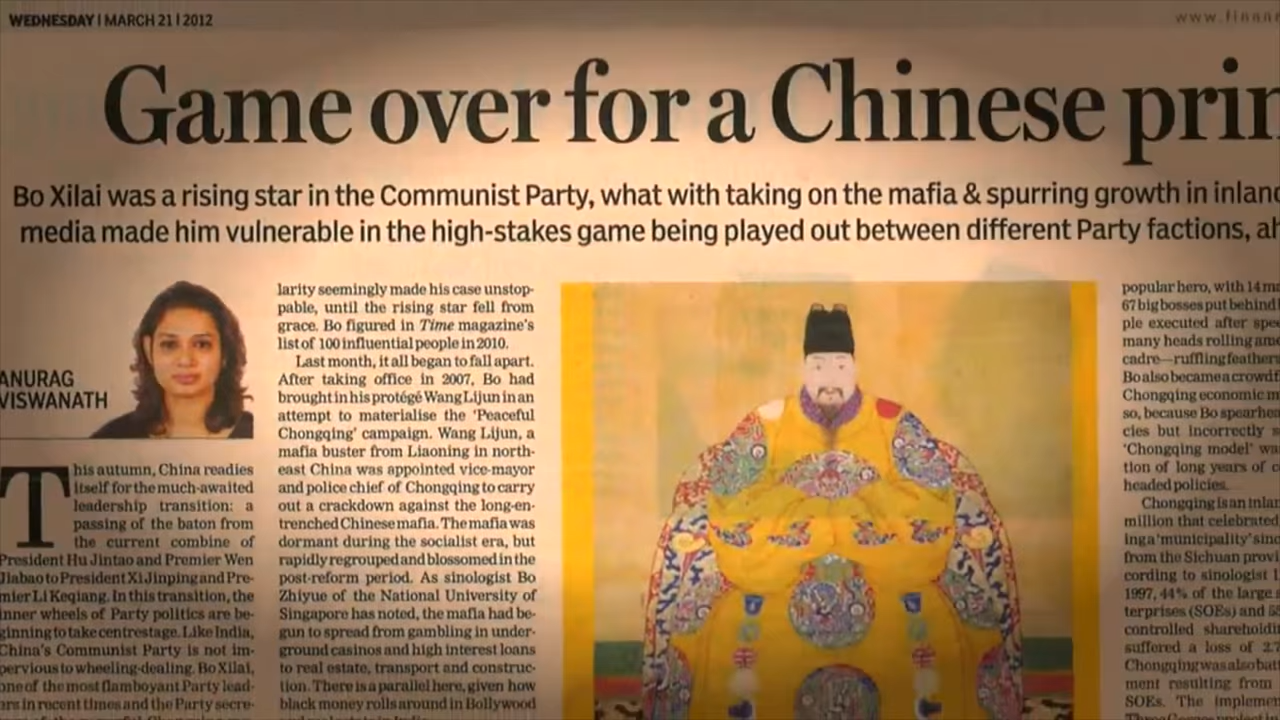 WEDNESDAY | MARCH 21 | 2012
Game over for a Chinese
Bo Xilai was a rising star in the Communist Party, what with taking on the mafia & spurring growth in
media made him vulnerable in the high-stakes game being played out between different Party factions,
ANURAG
VISWANATH
This autumn, China readies
itself for the much-awaited
leadership transition: a
passing of the baton from
the current combine of
President Hu Jintao and Premier Wen
Jiabao to President Xi Jinping and Pre-
mier Li Keqiang. In this transition, the
inner wheels of Party politics are be-
ginning to take centrestage. Like India,
China's Communist Party is not im-
pervious to wheeling-dealing. Bo Xilai,
one of the most flamboyant Party lead-
ers in recent times and the Party secre-
larity seemingly made his case unstop-
pable, until the rising star fell from
grace. Bo figured in Time magazine's
list of 100 influential people in 2010.
Last month, it all began to fall apart.
After taking office in 2007, Bo had
brought in his protégé Wang Lijun in an
attempt to materialise the 'Peaceful
Chongqing' campaign. Wang Lijun, a
mafia buster from Liaoning in north-
east China was appointed vice-mayor
and police chief of Chongqing to carry
out a crackdown against the long-en-
trenched Chinese mafia. The mafia was
dormant during the socialist era, but
rapidly regrouped and blossomed in the
post-reform period. As sinologist Bo
Zhiyue of the National University of
Singapore has noted, the mafia had be-
gun to spread from gambling in under-
ground casinos and high interest loans
to real estate, transport and construc-
tion. There is a parallel here, given how
black money rolls around in Bollywood
popular hero, with 14
67 big bosses put behind
ple executed after
many heads rolling
cadre—ruffling
Bo also became a
Chongqing economic
so, because Bo
cies but incorrectly
'Chongqing model'
tion of long years of
headed policies.
Chongqing is an
million that celebrated
ing a 'municipality'
from the Sichuan
cording to sinologist
1997, 44% of the large
terprises (SOEs) and
controlled
suffered a loss of
Chongqing was also
ment resulting from
SOEs. The